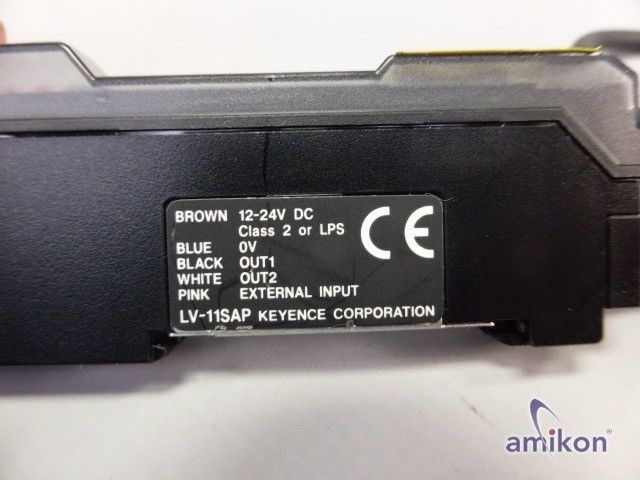 BROWN 12-24V DC
Class 2 or LPS
BLUE 0V
BLACK OUT1
WHITE OUT2
PINK EXTERNAL INPUT
CE
LV-11SAP KEYENCE CORPORATION
amikon®